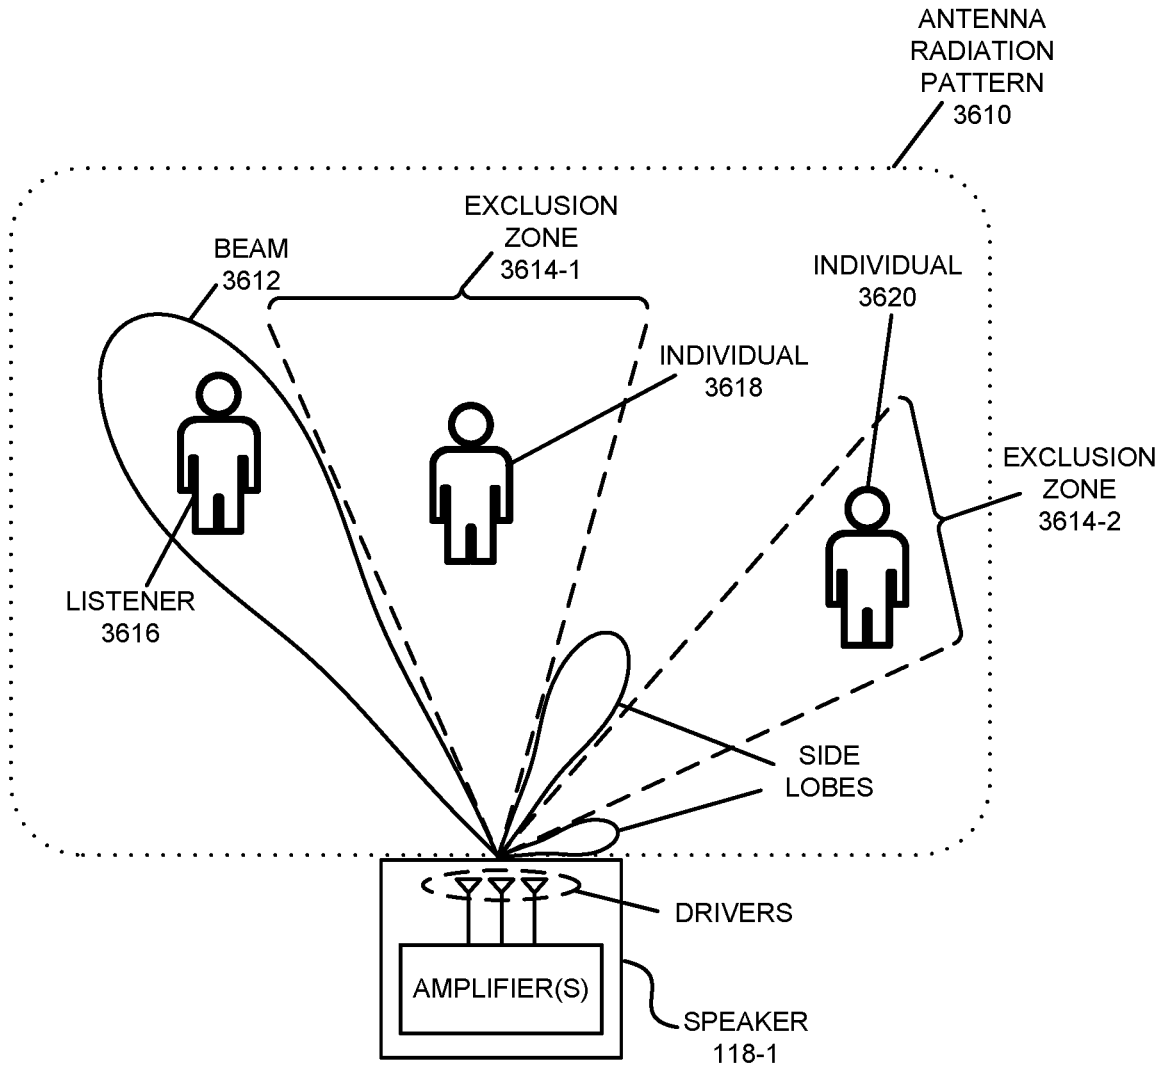 ANTENNA
RADIATION
PATTERN
3610
EXCLUSION
ZONE
3614-1
BEAM
3612
INDIVIDUAL
3620
INDIVIDUAL
3618
EXCLUSION
ZONE
3614-2
LISTENER
3616
SIDE
LOBES
DRIVERS
AMPLIFIER(S)
SPEAKER
118-1